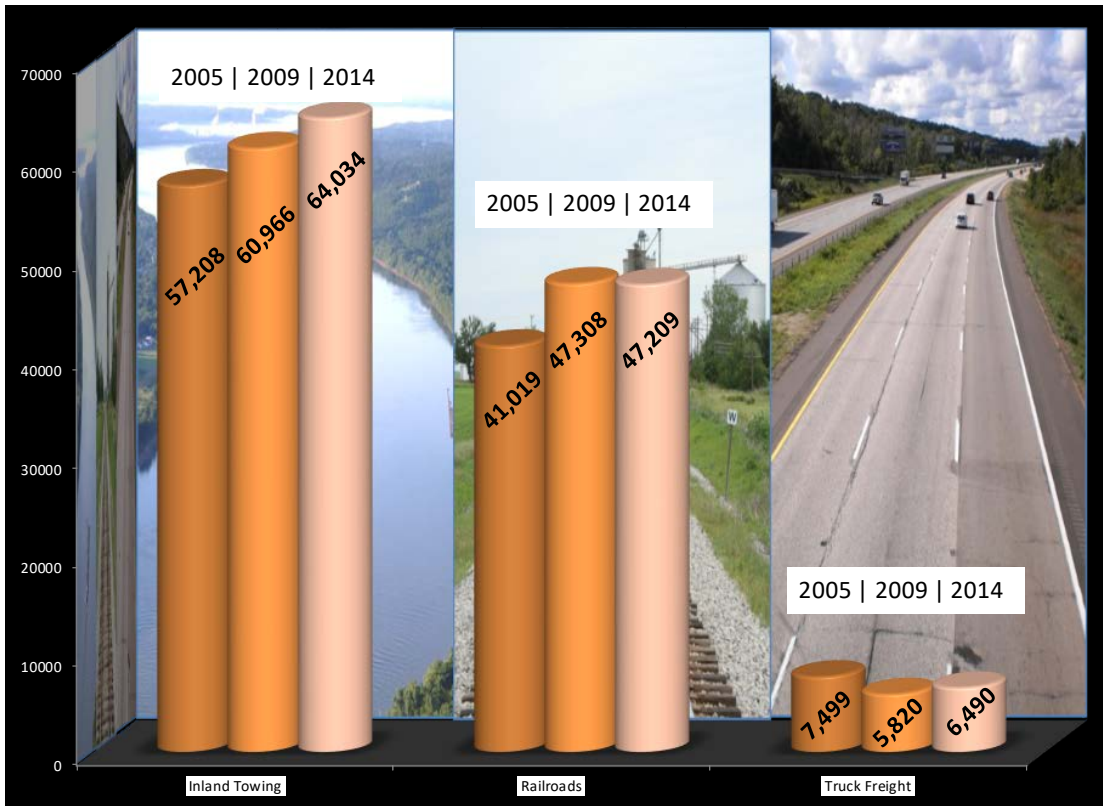 70000
60000
50000
40000
30000
20000
10000
0
2005 | 2009 | 2014
57,208
60,966
64,034
2005 | 2009 | 2014
41,019
47,308
47,209
W
2005 | 2009 | 2014
7,499
5,820
6,490
Inland Towing
Railroads
Truck Freight